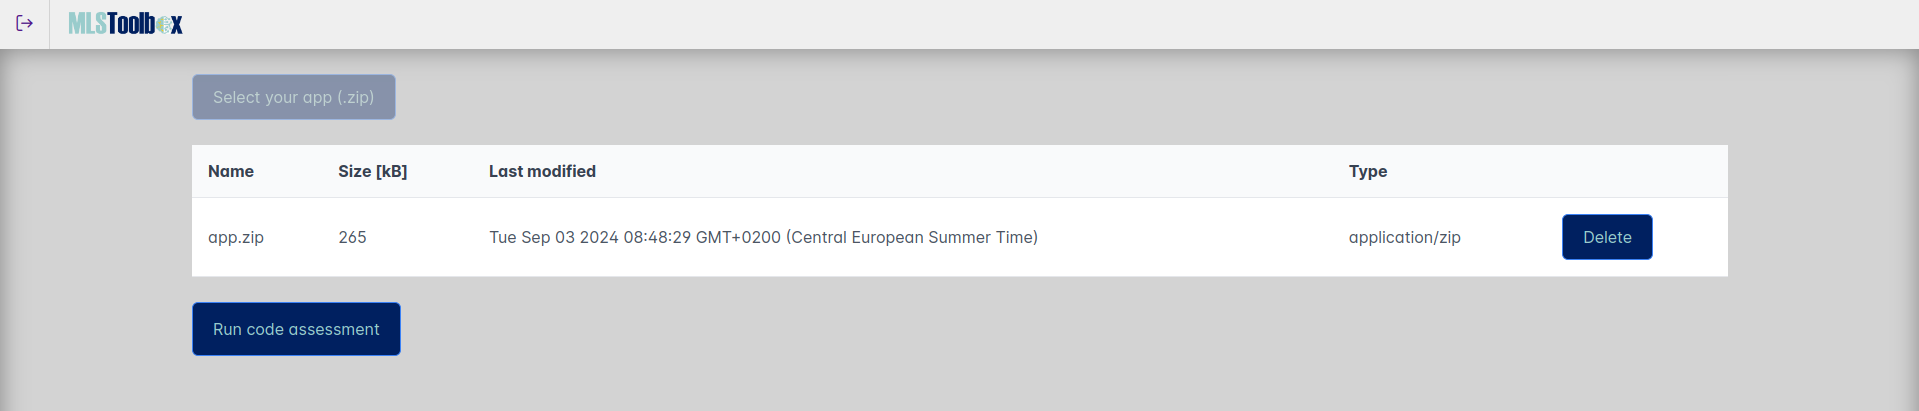 MLSToolbox
Select your app (.zip)
Name Size [kB] Last modified Type
app.zip 265 Tue Sep 03 2024 08:48:29 GMT+0200 (Central European Summer Time) application/zip Delete
Run code assessment